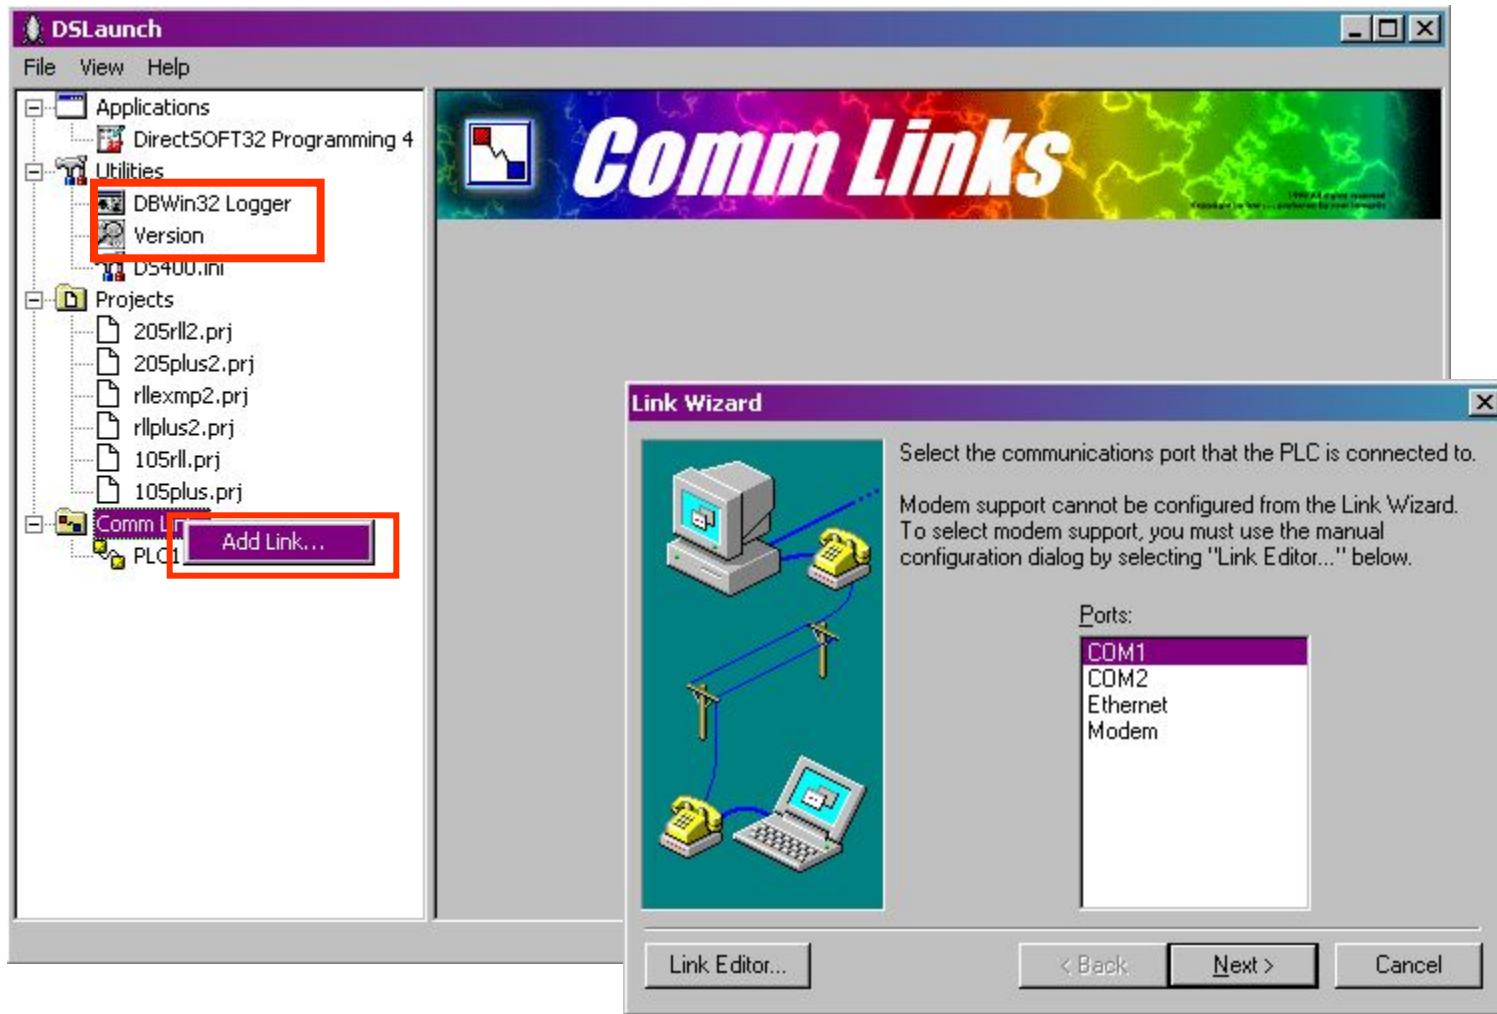 DSLaunch
File View Help
Applications
DirectSOFT32 Programming 4
Utilities
DBWin32 Logger
Version
DS400.ini
Projects
205rll2.prj
205plus2.prj
rllexmp2.prj
rllplus2.prj
105rll.prj
105plus.prj
Comm
Add Link...
PLC1
Comm Links
Link Wizard
Select the communications port that the PLC is connected to.
Modem support cannot be configured from the Link Wizard.
To select modem support, you must use the manual
configuration dialog by selecting "Link Editor..." below.
Ports:
COM1
COM2
Ethernet
Modem
Link Editor...
< Back
Next >
Cancel